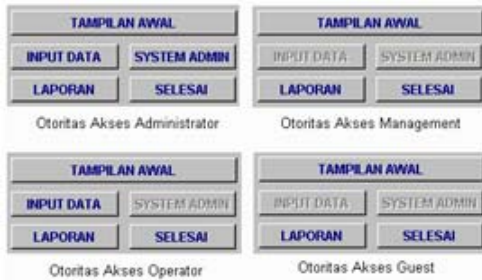 TAMPILAN AWAL
INPUT DATA SYSTEM ADMIN
LAPORAN SELESAI
Otoritas Akses Administrator
TAMPILAN AWAL
INPUT DATA SYSTEM ADMIN
LAPORAN SELESAI
Otoritas Akses Management
TAMPILAN AWAL
INPUT DATA SYSTEM ADMIN
LAPORAN SELESAI
Otoritas Akses Operator
TAMPILAN AWAL
INPUT DATA SYSTEM ADMIN
LAPORAN SELESAI
Otoritas Akses Guest